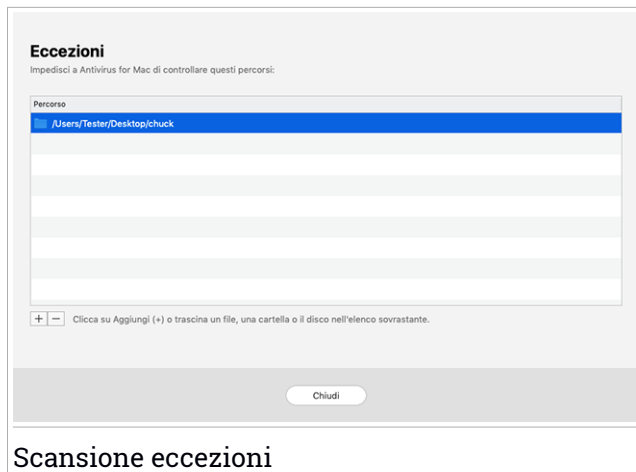 Eccezioni
Impedisci a Antivirus for Mac di controllare questi percorsi:
Percorso
/Users/Tester/Desktop/chuck
+ − Clicca su Aggiungi (+) o trascina un file, una cartella o il disco nell'elenco sovrastante.
Chiudi
Scansione eccezioni